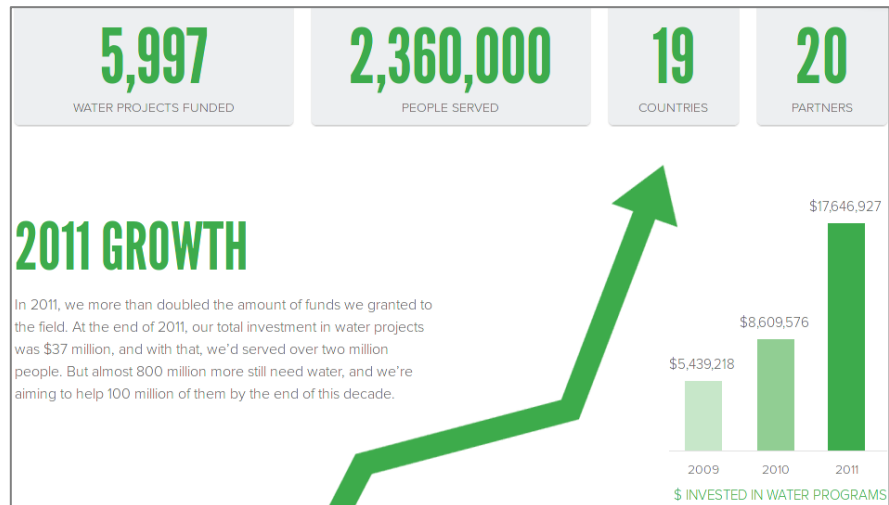 5,997
WATER PROJECTS FUNDED
2,360,000
PEOPLE SERVED
19
COUNTRIES
20
PARTNERS
2011 GROWTH
In 2011, we more than doubled the amount of funds we granted to
the field. At the end of 2011, our total investment in water projects
was $37 million, and with that, we’d served over two million
people. But almost 800 million more still need water, and we’re
aiming to help 100 million of them by the end of this decade.
$17,646,927
$8,609,576
$5,439,218
2009
2010
2011
$ INVESTED IN WATER PROGRAMS